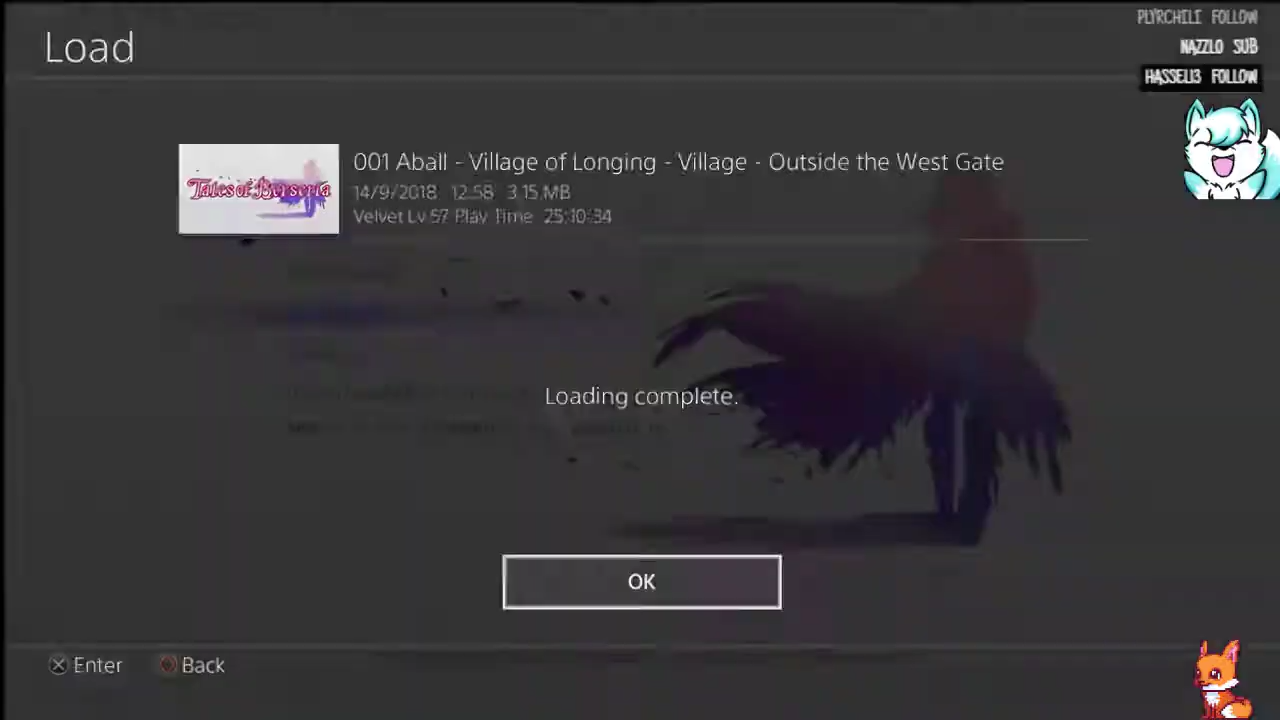 Load
PLYRCHILI FOLLOW
NAZZLO SUB
HASSELI3 FOLLOW
Tales of Berseria
001 Aball - Village of Longing - Village - Outside the West Gate
14/9/2018 12:58 3.15 MB
Velvet Lv 57 Play Time 25:10:34
Loading complete.
OK
Enter
Back